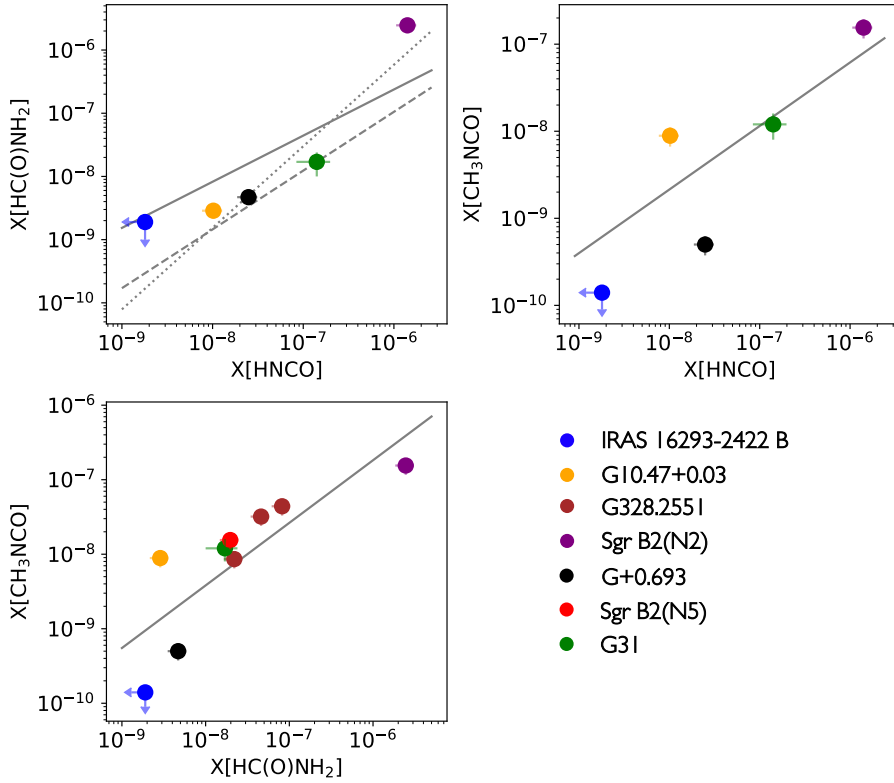 X[HC(O)NH₂]
10⁻⁶
10⁻⁷
10⁻⁸
10⁻⁹
10⁻¹⁰
10⁻⁹ 10⁻⁸ 10⁻⁷ 10⁻⁶
X[HNCO]
X[CH₃NCO]
10⁻⁷
10⁻⁸
10⁻⁹
10⁻¹⁰
10⁻⁹ 10⁻⁸ 10⁻⁷ 10⁻⁶
X[HNCO]
X[CH₃NCO]
10⁻⁶
10⁻⁷
10⁻⁸
10⁻⁹
10⁻¹⁰
10⁻⁹ 10⁻⁸ 10⁻⁷ 10⁻⁶
X[HC(O)NH₂]
IRAS 16293-2422 B
G10.47+0.03
G328.2551
Sgr B2(N2)
G+0.693
Sgr B2(N5)
G31